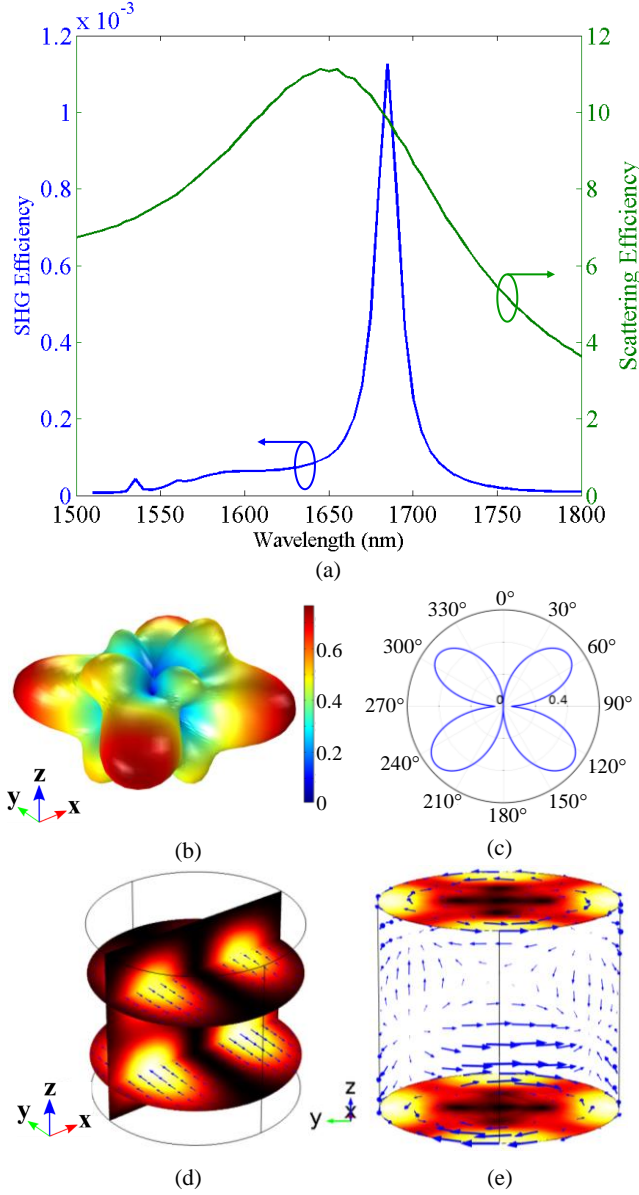 x 10⁻³
1.2
1
0.8
0.6
0.4
0.2
0
SHG Efficiency
12
10
8
6
4
2
0
Scattering Efficiency
1500 1550 1600 1650 1700 1750 1800
Wavelength (nm)
(a)
0.6
0.4
0.2
0
z
y x
(b)
0°
330° 30°
300° 60°
270° 0 0.4 90°
240° 120°
210° 150°
180°
(c)
z
y x
(d)
z
x
y
(e)